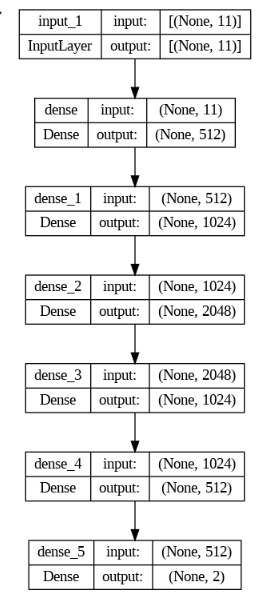 input_1 input: [(None, 11)]
InputLayer output: [(None, 11)]
dense input: (None, 11)
Dense output: (None, 512)
dense_1 input: (None, 512)
Dense output: (None, 1024)
dense_2 input: (None, 1024)
Dense output: (None, 2048)
dense_3 input: (None, 2048)
Dense output: (None, 1024)
dense_4 input: (None, 1024)
Dense output: (None, 512)
dense_5 input: (None, 512)
Dense output: (None, 2)